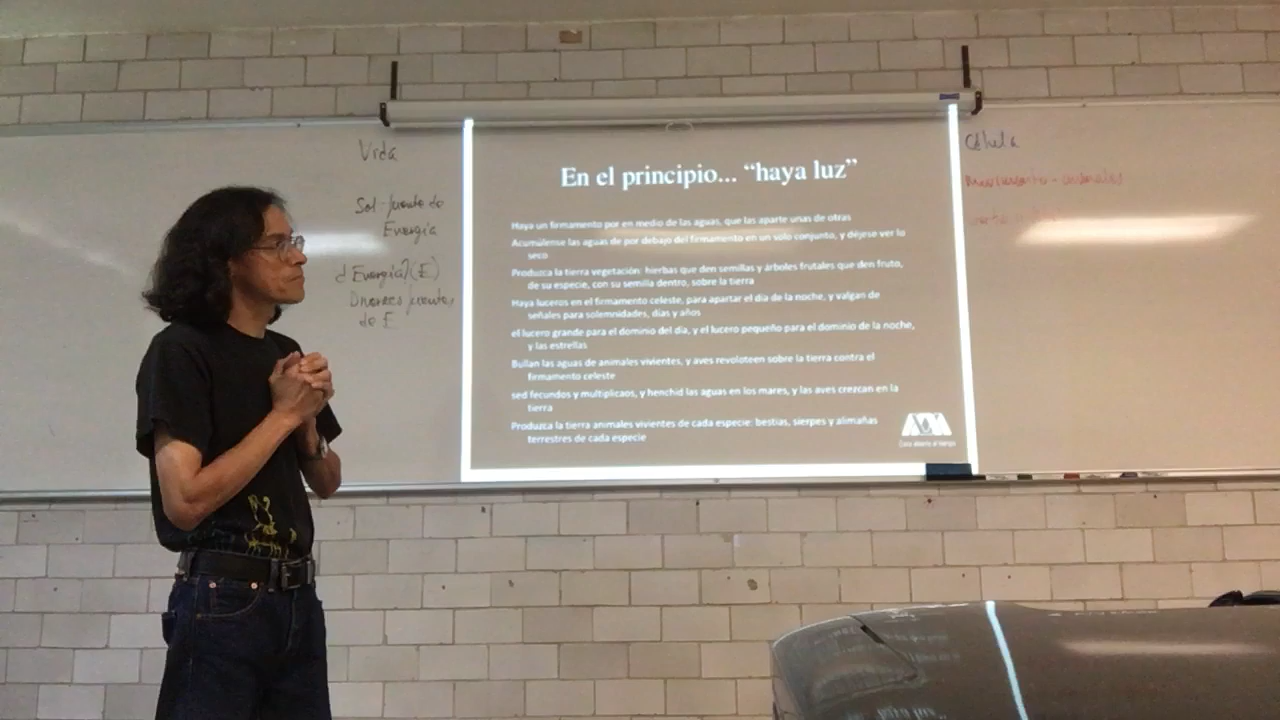 Vida
Sol - fuente de
Energía
¿Energía? (E)
Diversas fuentes
de E
En el principio... “haya luz”
Haya un firmamento por en medio de las aguas, que las aparte unas de otras
Acumúlense las aguas de por debajo del firmamento en un solo conjunto, y déjese ver lo
seco
Produzca la tierra vegetación: hierbas que den semillas y árboles frutales que den fruto,
de su especie, con su semilla dentro, sobre la tierra
Haya luceros en el firmamento celeste, para apartar el día de la noche, y valgan de
señales para solemnidades, días y años
el lucero grande para el dominio del día, y el lucero pequeño para el dominio de la noche,
y las estrellas
Bullan las aguas de animales vivientes, y aves revoloteen sobre la tierra contra el
firmamento celeste
sed fecundos y multiplicaos, y henchid las aguas en los mares, y las aves crezcan en la
tierra
Produzca la tierra animales vivientes de cada especie: bestias, sierpes y alimañas
terrestres de cada especie
Casa abierta al tiempo
Célula
Movimiento - animales